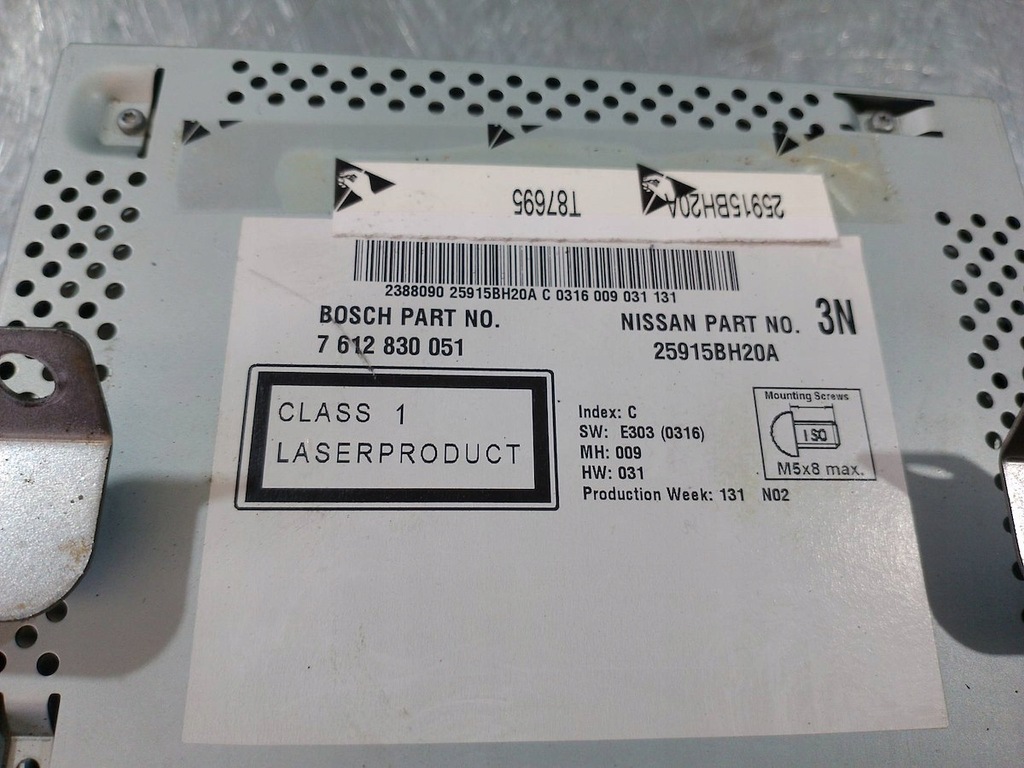 T87695 25915BH20A
2388090 25915BH20A C 0316 009 031 131
BOSCH PART NO.
7 612 830 051
NISSAN PART NO. 3N
25915BH20A
CLASS 1
LASERPRODUCT
Index: C
SW: E303 (0316)
MH: 009
HW: 031
Production Week: 131 N02
Mounting Screws
ISO
M5x8 max.